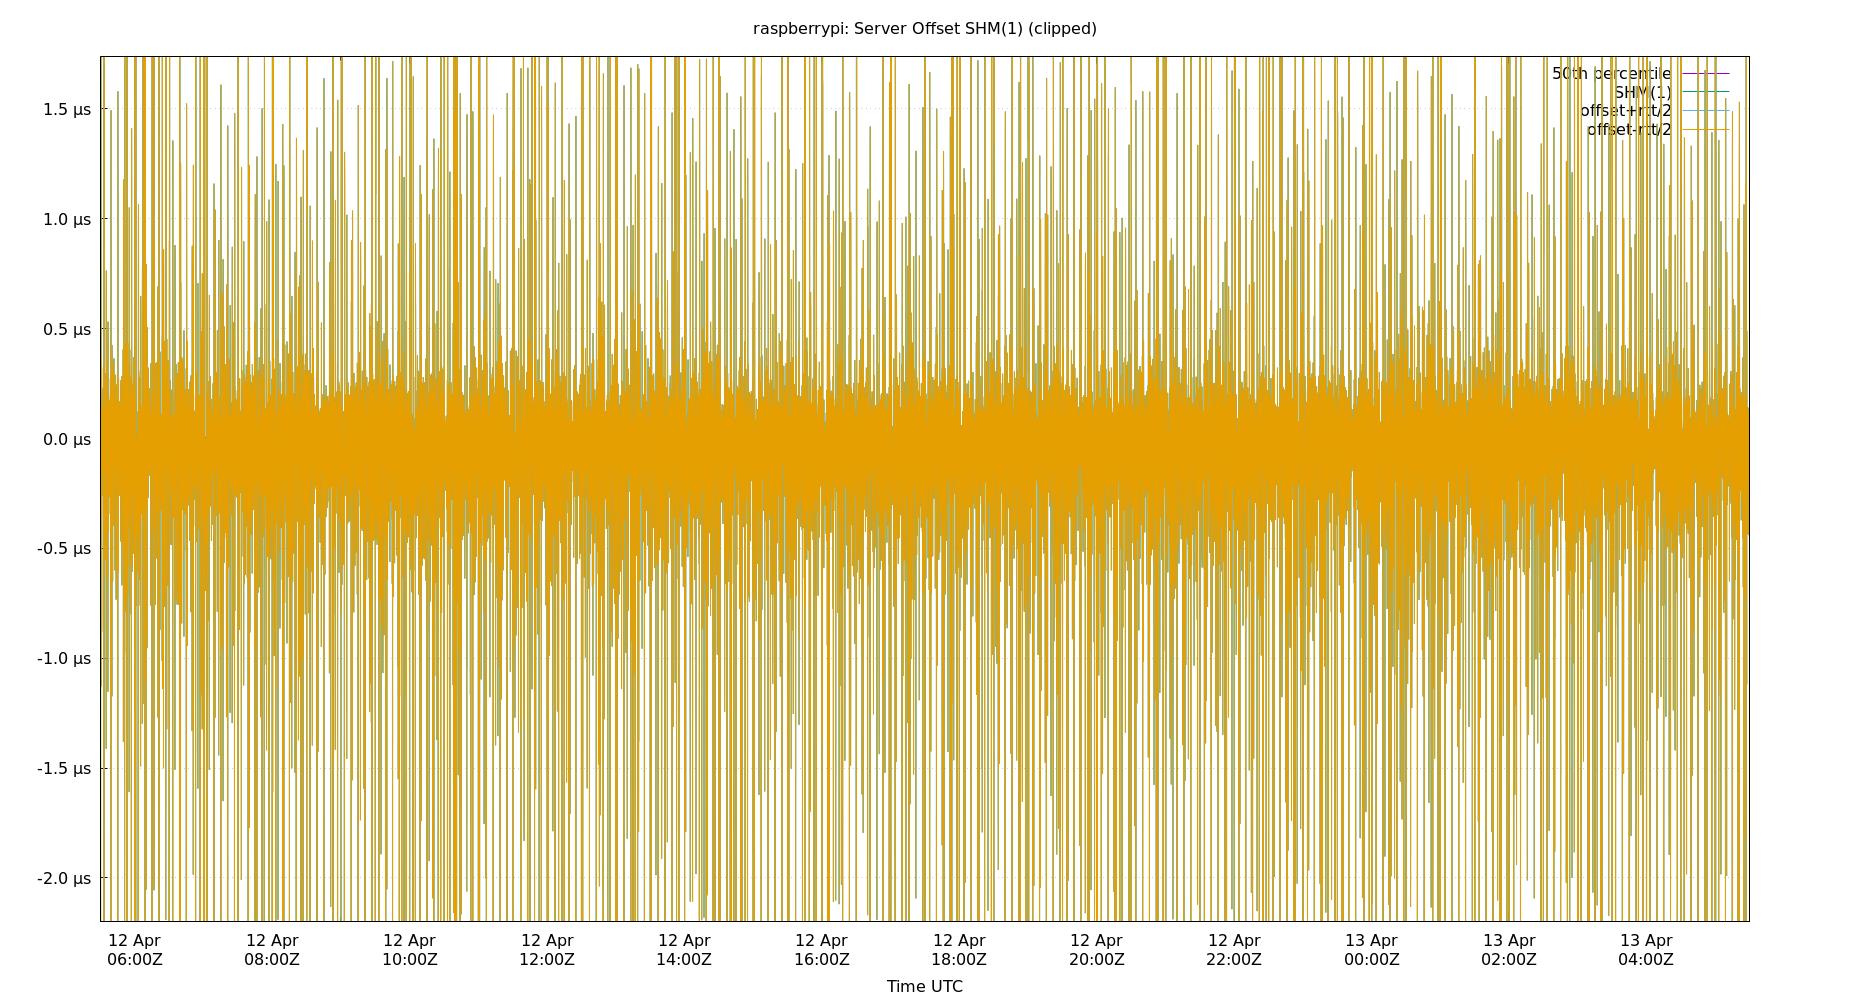 raspberrypi: Server Offset SHM(1) (clipped)
50th percentile
SHM(1)
offset+rtt/2
offset-rtt/2
1.5 µs
1.0 µs
0.5 µs
0.0 µs
-0.5 µs
-1.0 µs
-1.5 µs
-2.0 µs
12 Apr 12 Apr 12 Apr 12 Apr 12 Apr 12 Apr 12 Apr 12 Apr 12 Apr 13 Apr 13 Apr 13 Apr
06:00Z 08:00Z 10:00Z 12:00Z 14:00Z 16:00Z 18:00Z 20:00Z 22:00Z 00:00Z 02:00Z 04:00Z
Time UTC